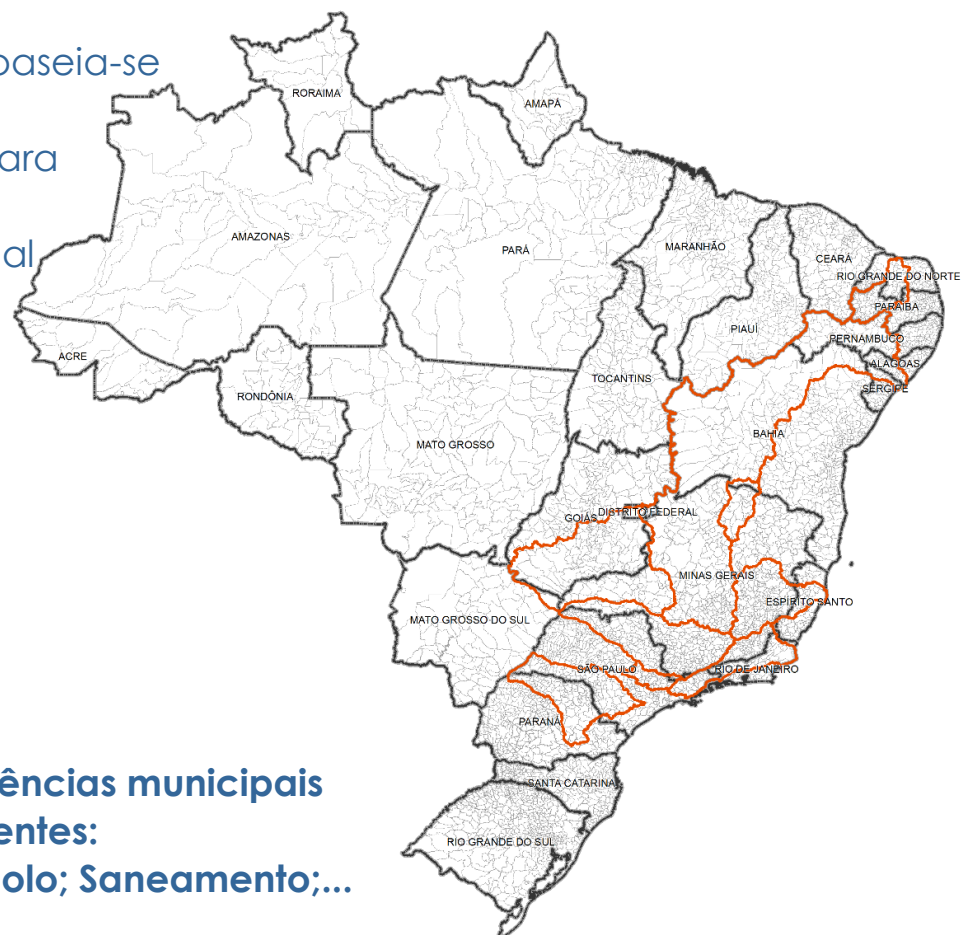 baseia-se
RORAIMA
AMAPÁ
ara
al
AMAZONAS
PARÁ
MARANHÃO
CEARÁ
RIO GRANDE DO NORTE
PARAÍBA
PIAUÍ
PERNAMBUCO
ACRE
ALAGOAS
TOCANTINS
SERGIPE
RONDÔNIA
BAHIA
MATO GROSSO
DISTRITO FEDERAL
GOIÁS
MINAS GERAIS
ESPÍRITO SANTO
MATO GROSSO DO SUL
SÃO PAULO
RIO DE JANEIRO
PARANÁ
ências municipais
SANTA CATARINA
entes:
RIO GRANDE DO SUL
olo; Saneamento;...